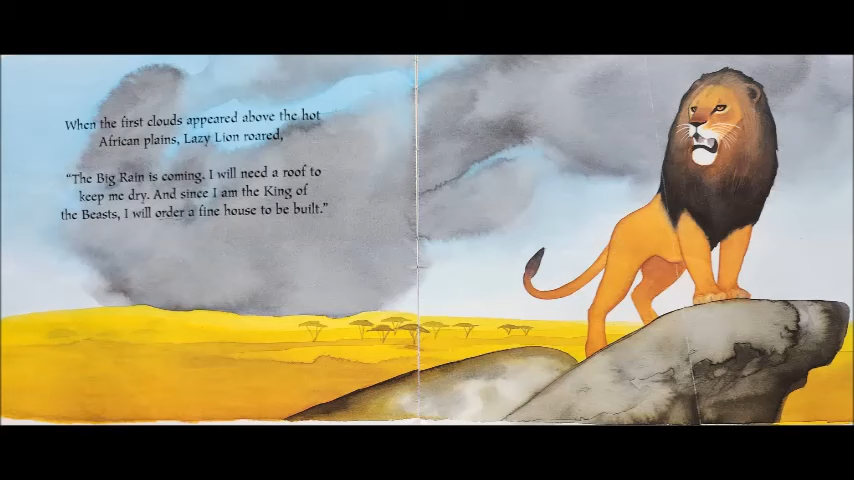 When the first clouds appeared above the hot
African plains, Lazy Lion roared,
“The Big Rain is coming. I will need a roof to
keep me dry. And since I am the King of
the Beasts, I will order a fine house to be built.”